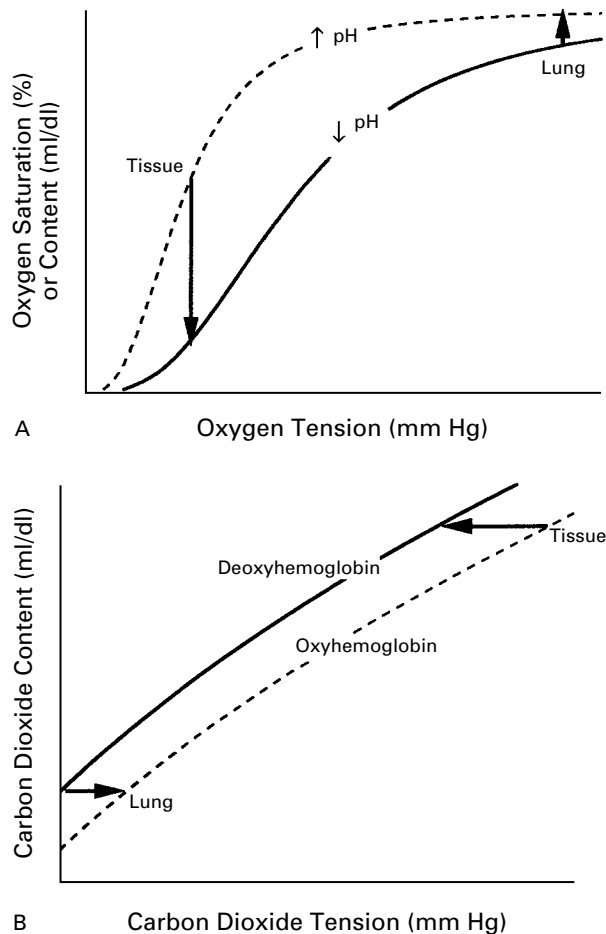 Oxygen Saturation (%)
or Content (ml/dl)
↑ pH
Lung
↓ pH
Tissue
A
Oxygen Tension (mm Hg)
Carbon Dioxide Content (ml/dl)
Tissue
Deoxyhemoglobin
Oxyhemoglobin
Lung
B
Carbon Dioxide Tension (mm Hg)